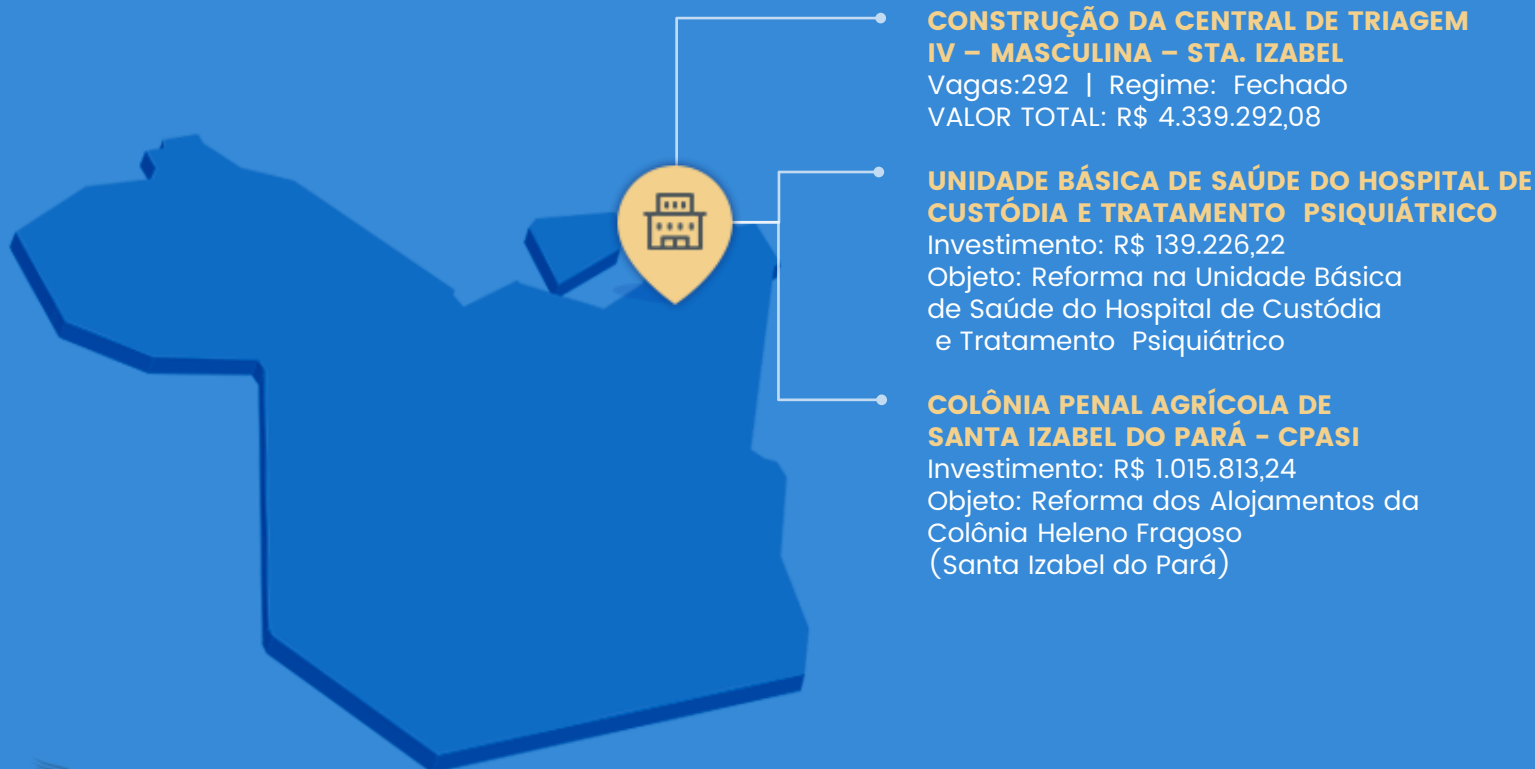 CONSTRUÇÃO DA CENTRAL DE TRIAGEM
IV – MASCULINA – STA. IZABEL
Vagas:292 | Regime: Fechado
VALOR TOTAL: R$ 4.339.292,08
UNIDADE BÁSICA DE SAÚDE DO HOSPITAL DE
CUSTÓDIA E TRATAMENTO PSIQUIÁTRICO
Investimento: R$ 139.226,22
Objeto: Reforma na Unidade Básica
de Saúde do Hospital de Custódia
e Tratamento Psiquiátrico
COLÔNIA PENAL AGRÍCOLA DE
SANTA IZABEL DO PARÁ - CPASI
Investimento: R$ 1.015.813,24
Objeto: Reforma dos Alojamentos da
Colônia Heleno Fragoso
(Santa Izabel do Pará)